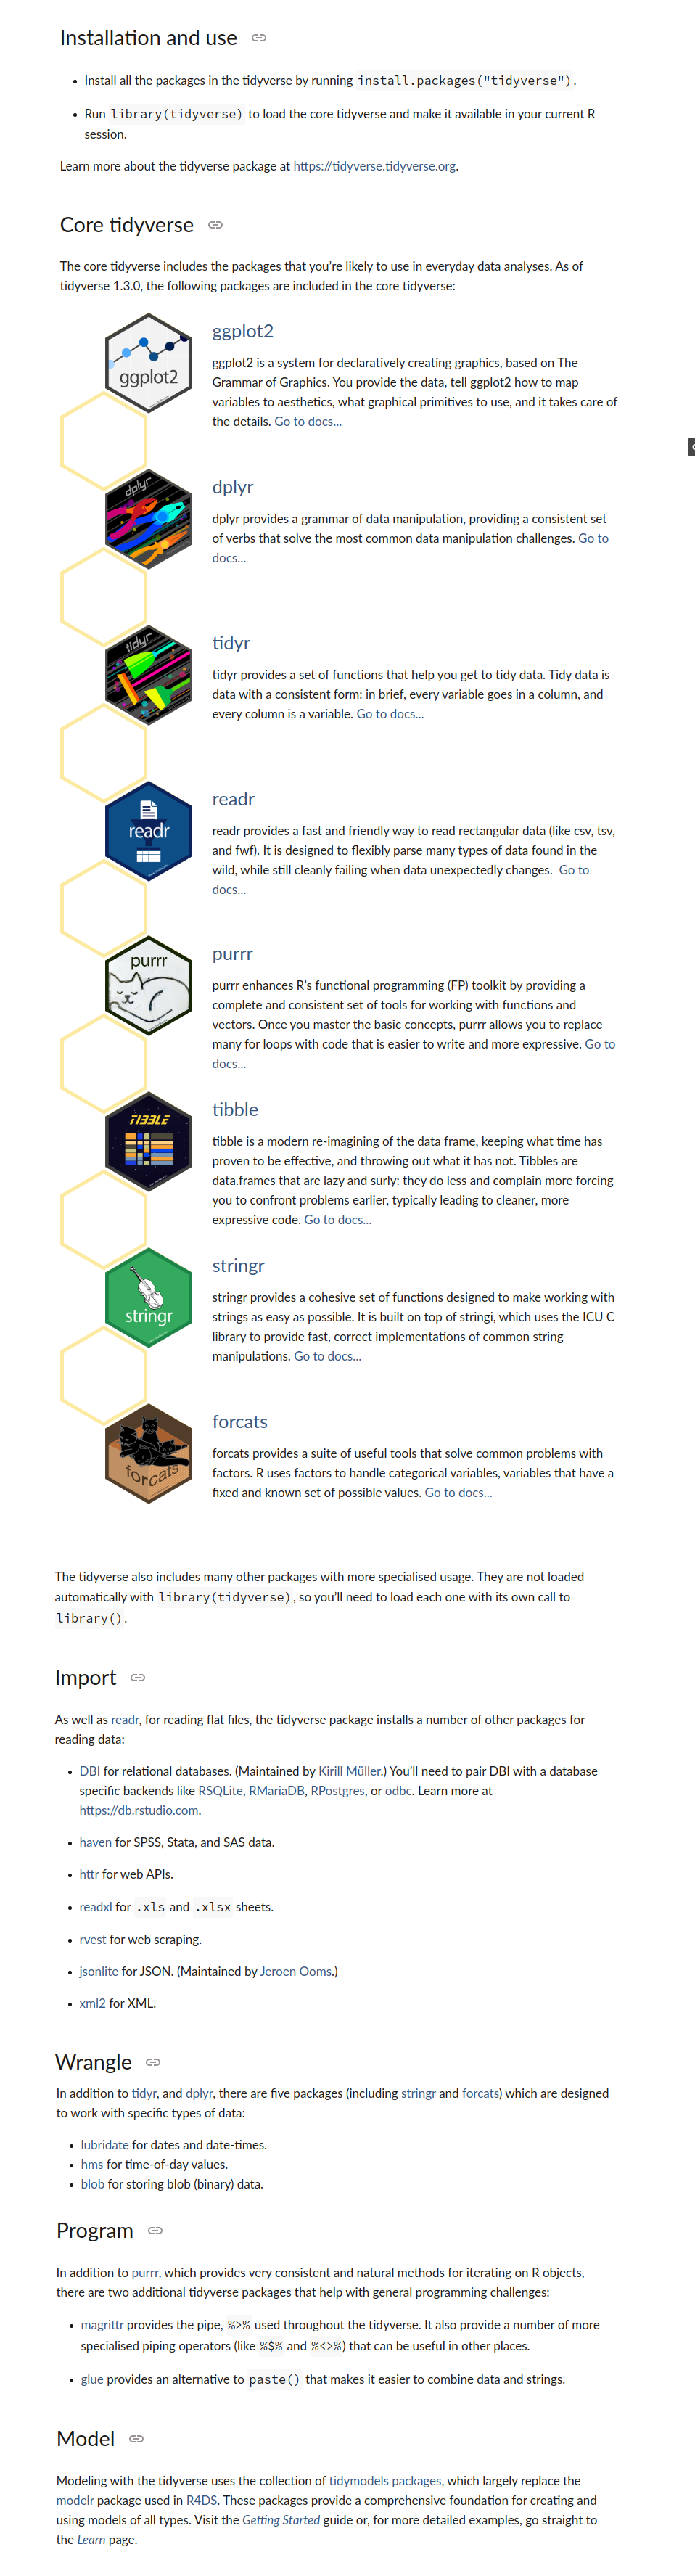 Installation and use
• Install all the packages in the tidyverse by running install.packages("tidyverse").
• Run library(tidyverse) to load the core tidyverse and make it available in your current R
session.
Learn more about the tidyverse package at https://tidyverse.tidyverse.org.
Core tidyverse
The core tidyverse includes the packages that you're likely to use in everyday data analyses. As of
tidyverse 1.3.0, the following packages are included in the core tidyverse:
ggplot2
ggplot2
ggplot2 is a system for declaratively creating graphics, based on The
Grammar of Graphics. You provide the data, tell ggplot2 how to map
variables to aesthetics, what graphical primitives to use, and it takes care of
the details. Go to docs...
dplyr
dplyr
dplyr provides a grammar of data manipulation, providing a consistent set
of verbs that solve the most common data manipulation challenges. Go to
docs...
tidyr
tidyr
tidyr provides a set of functions that help you get to tidy data. Tidy data is
data with a consistent form: in brief, every variable goes in a column, and
every column is a variable. Go to docs...
readr
readr
readr provides a fast and friendly way to read rectangular data (like csv, tsv,
and fwf). It is designed to flexibly parse many types of data found in the
wild, while still cleanly failing when data unexpectedly changes. Go to
docs...
purrr
purrr
purrr enhances R's functional programming (FP) toolkit by providing a
complete and consistent set of tools for working with functions and
vectors. Once you master the basic concepts, purrr allows you to replace
many for loops with code that is easier to write and more expressive. Go to
docs...
TIBBLE
tibble
tibble is a modern re-imagining of the data frame, keeping what time has
proven to be effective, and throwing out what it has not. Tibbles are
data.frames that are lazy and surly: they do less and complain more forcing
you to confront problems earlier, typically leading to cleaner, more
expressive code. Go to docs...
stringr
stringr
stringr provides a cohesive set of functions designed to make working with
strings as easy as possible. It is built on top of stringi, which uses the ICU C
library to provide fast, correct implementations of common string
manipulations. Go to docs...
forcats
forcats
forcats provides a suite of useful tools that solve common problems with
factors. R uses factors to handle categorical variables, variables that have a
fixed and known set of possible values. Go to docs...
The tidyverse also includes many other packages with more specialised usage. They are not loaded
automatically with library(tidyverse), so you'll need to load each one with its own call to
library().
Import
As well as readr, for reading flat files, the tidyverse package installs a number of other packages for
reading data:
• DBI for relational databases. (Maintained by Kirill Müller.) You'll need to pair DBI with a database
specific backends like RSQLite, RMariaDB, RPostgres, or odbc. Learn more at
https://db.rstudio.com.
• haven for SPSS, Stata, and SAS data.
• httr for web APIs.
• readxl for .xls and .xlsx sheets.
• rvest for web scraping.
• jsonlite for JSON. (Maintained by Jeroen Ooms.)
• xml2 for XML.
Wrangle
In addition to tidyr, and dplyr, there are five packages (including stringr and forcats) which are designed
to work with specific types of data:
• lubridate for dates and date-times.
• hms for time-of-day values.
• blob for storing blob (binary) data.
Program
In addition to purrr, which provides very consistent and natural methods for iterating on R objects,
there are two additional tidyverse packages that help with general programming challenges:
• magrittr provides the pipe, %>% used throughout the tidyverse. It also provide a number of more
specialised piping operators (like %$% and %<>%) that can be useful in other places.
• glue provides an alternative to paste() that makes it easier to combine data and strings.
Model
Modeling with the tidyverse uses the collection of tidymodels packages, which largely replace the
modelr package used in R4DS. These packages provide a comprehensive foundation for creating and
using models of all types. Visit the Getting Started guide or, for more detailed examples, go straight to
the Learn page.